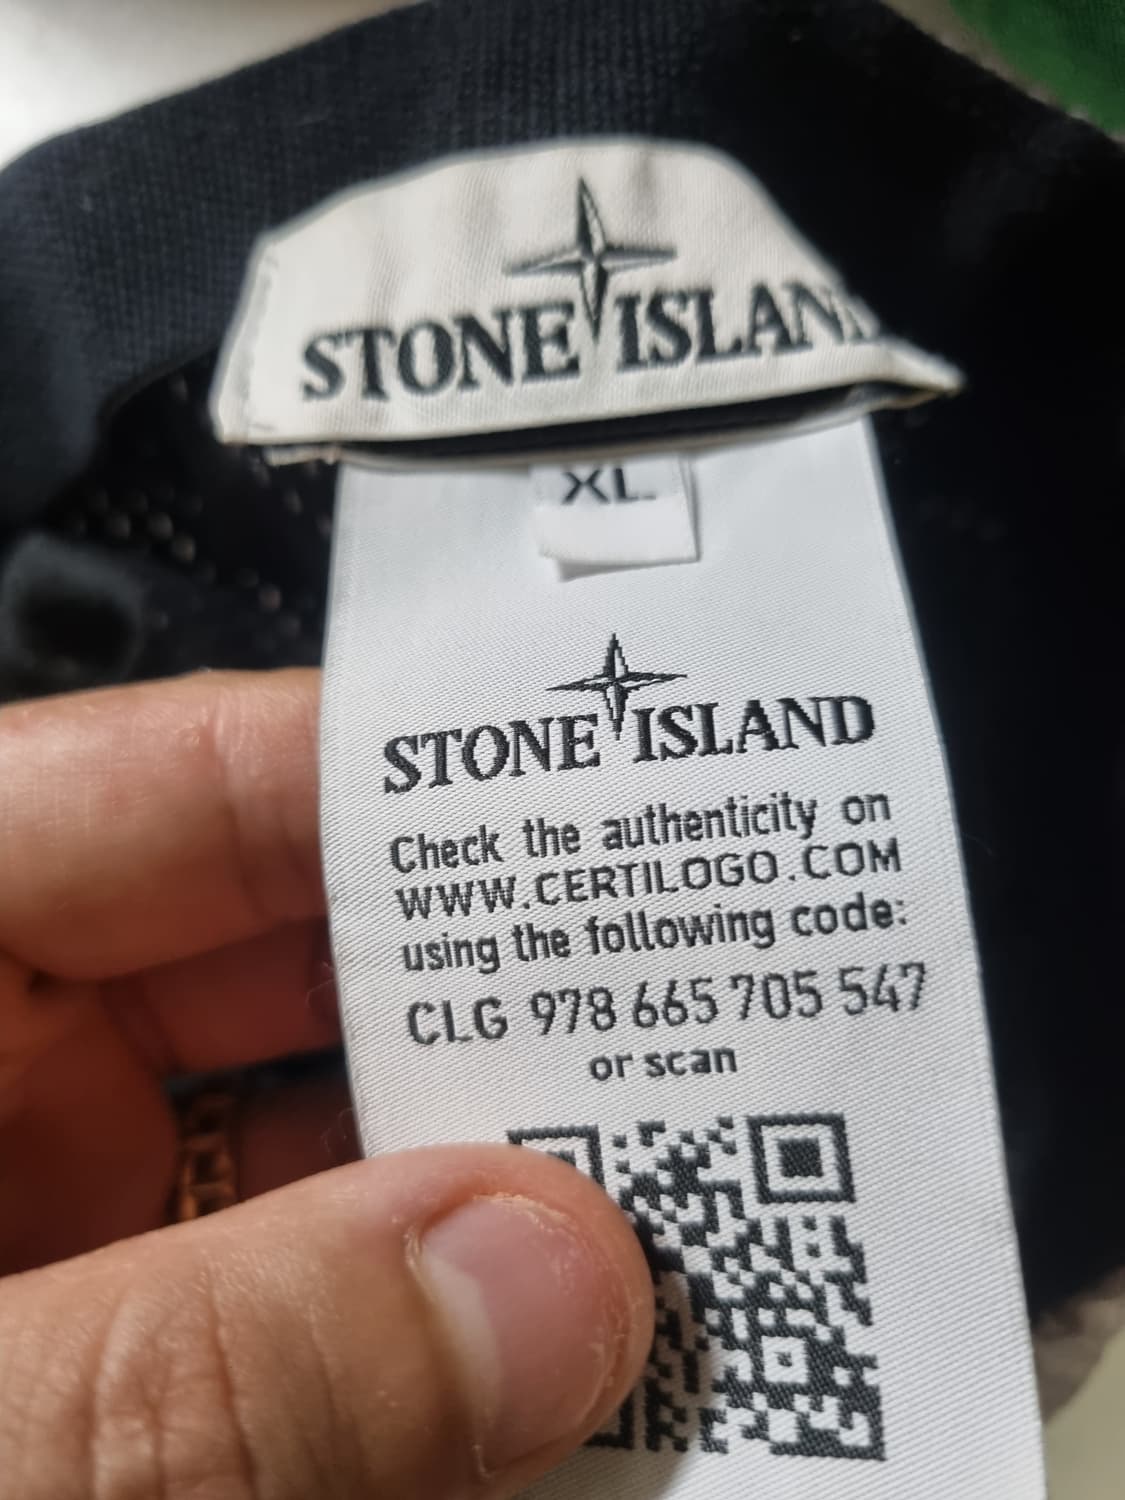 STONE ISLAND
XL
STONE ISLAND
Check the authenticity on
WWW.CERTILOGO.COM
using the following code:
CLG 978 665 705 547
or scan